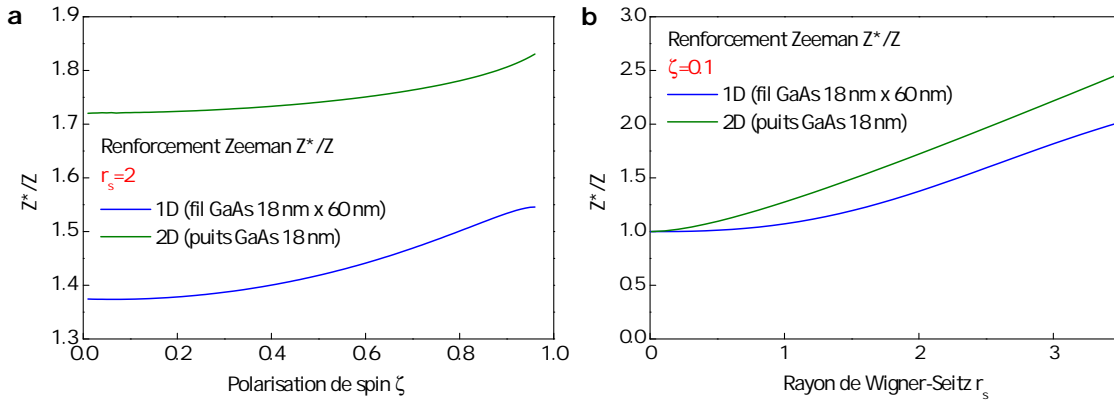 a
1.9
1.8
1.7
1.6
1.5
1.4
1.3
Z*/Z
Renforcement Zeeman Z*/Z
r_s=2
1D (fil GaAs 18 nm x 60 nm)
2D (puits GaAs 18 nm)
0.0 0.2 0.4 0.6 0.8 1.0
Polarisation de spin ζ
b
3.0
2.5
2.0
1.5
1.0
0.5
0.0
Z*/Z
Renforcement Zeeman Z*/Z
ζ=0.1
1D (fil GaAs 18 nm x 60 nm)
2D (puits GaAs 18 nm)
0 1 2 3
Rayon de Wigner-Seitz r_s